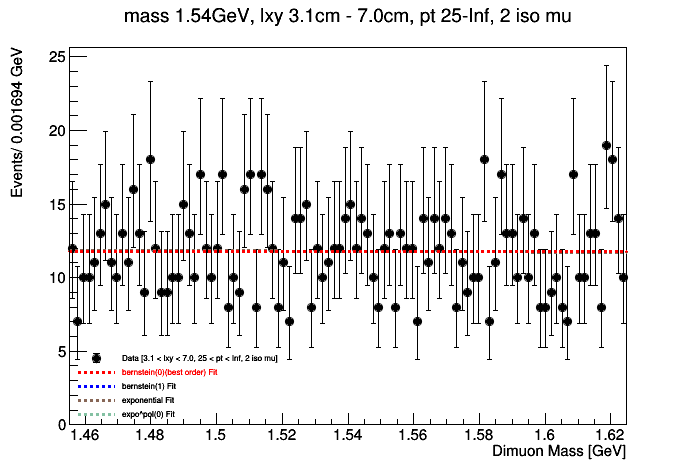 mass 1.54GeV, lxy 3.1cm - 7.0cm, pt 25-Inf, 2 iso mu
Events/ 0.001694 GeV
25
20
15
10
5
0
Data [3.1 < lxy < 7.0, 25 < pt < Inf, 2 iso mu]
bernstein(0)(best order) Fit
bernstein(1) Fit
exponential Fit
expo*pol(0) Fit
1.46 1.48 1.5 1.52 1.54 1.56 1.58 1.6 1.62
Dimuon Mass [GeV]